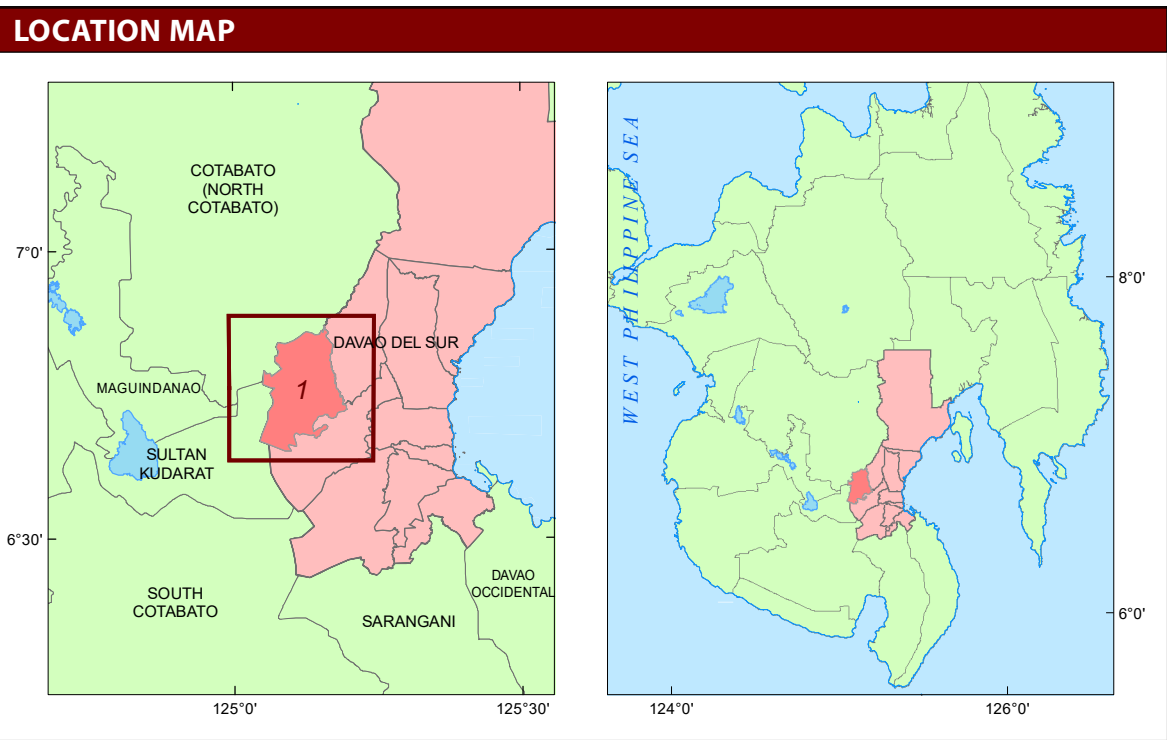 LOCATION MAP
COTABATO
(NORTH
COTABATO)
7°0'
DAVAO DEL SUR
MAGUINDANAO
1
SULTAN
KUDARAT
6°30'
SOUTH
COTABATO
DAVAO
OCCIDENTAL
SARANGANI
125°0'
125°30'
WEST PHILIPPINE SEA
8°0'
6°0'
124°0'
126°0'